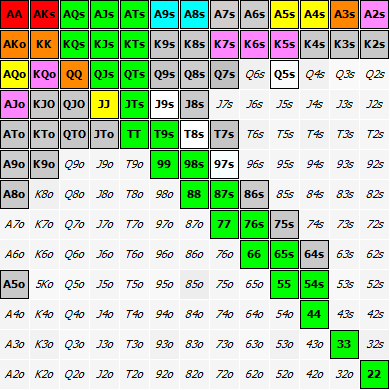 AA AKs AQs AJs ATs A9s A8s A7s A6s A5s A4s A3s A2s
AKo KK KQs KJs KTs K9s K8s K7s K6s K5s K4s K3s K2s
AQo KQo QQ QJs QTs Q9s Q8s Q7s Q6s Q5s Q4s Q3s Q2s
AJo KJO QJO JJ JTs J9s J8s J7s J6s J5s J4s J3s J2s
ATo KTo QTO JTo TT T9s T8s T7s T6s T5s T4s T3s T2s
A9o K9o Q9o J9o T9o 99 98s 97s 96s 95s 94s 93s 92s
A8o K8o Q8o J8o T8o 98o 88 87s 86s 85s 84s 83s 82s
A7o K7o Q7o J7o T7o 97o 87o 77 76s 75s 74s 73s 72s
A6o K6o Q6o J6o T6o 96o 86o 76o 66 65s 64s 63s 62s
A5o 5Ko Q5o J5o T5o 95o 85o 75o 65o 55 54s 53s 52s
A4o K4o Q4o J4o T4o 94o 84o 74o 64o 54o 44 43s 42s
A3o K3o Q3o J3o T3o 93o 83o 73o 63o 53o 43o 33 32s
A2o K2o Q2o J2o T2o 92o 82o 72o 62o 52o 42o 32o 22